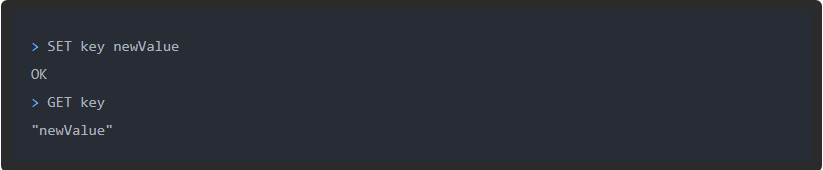 > SET key newValue
OK
> GET key
"newValue"